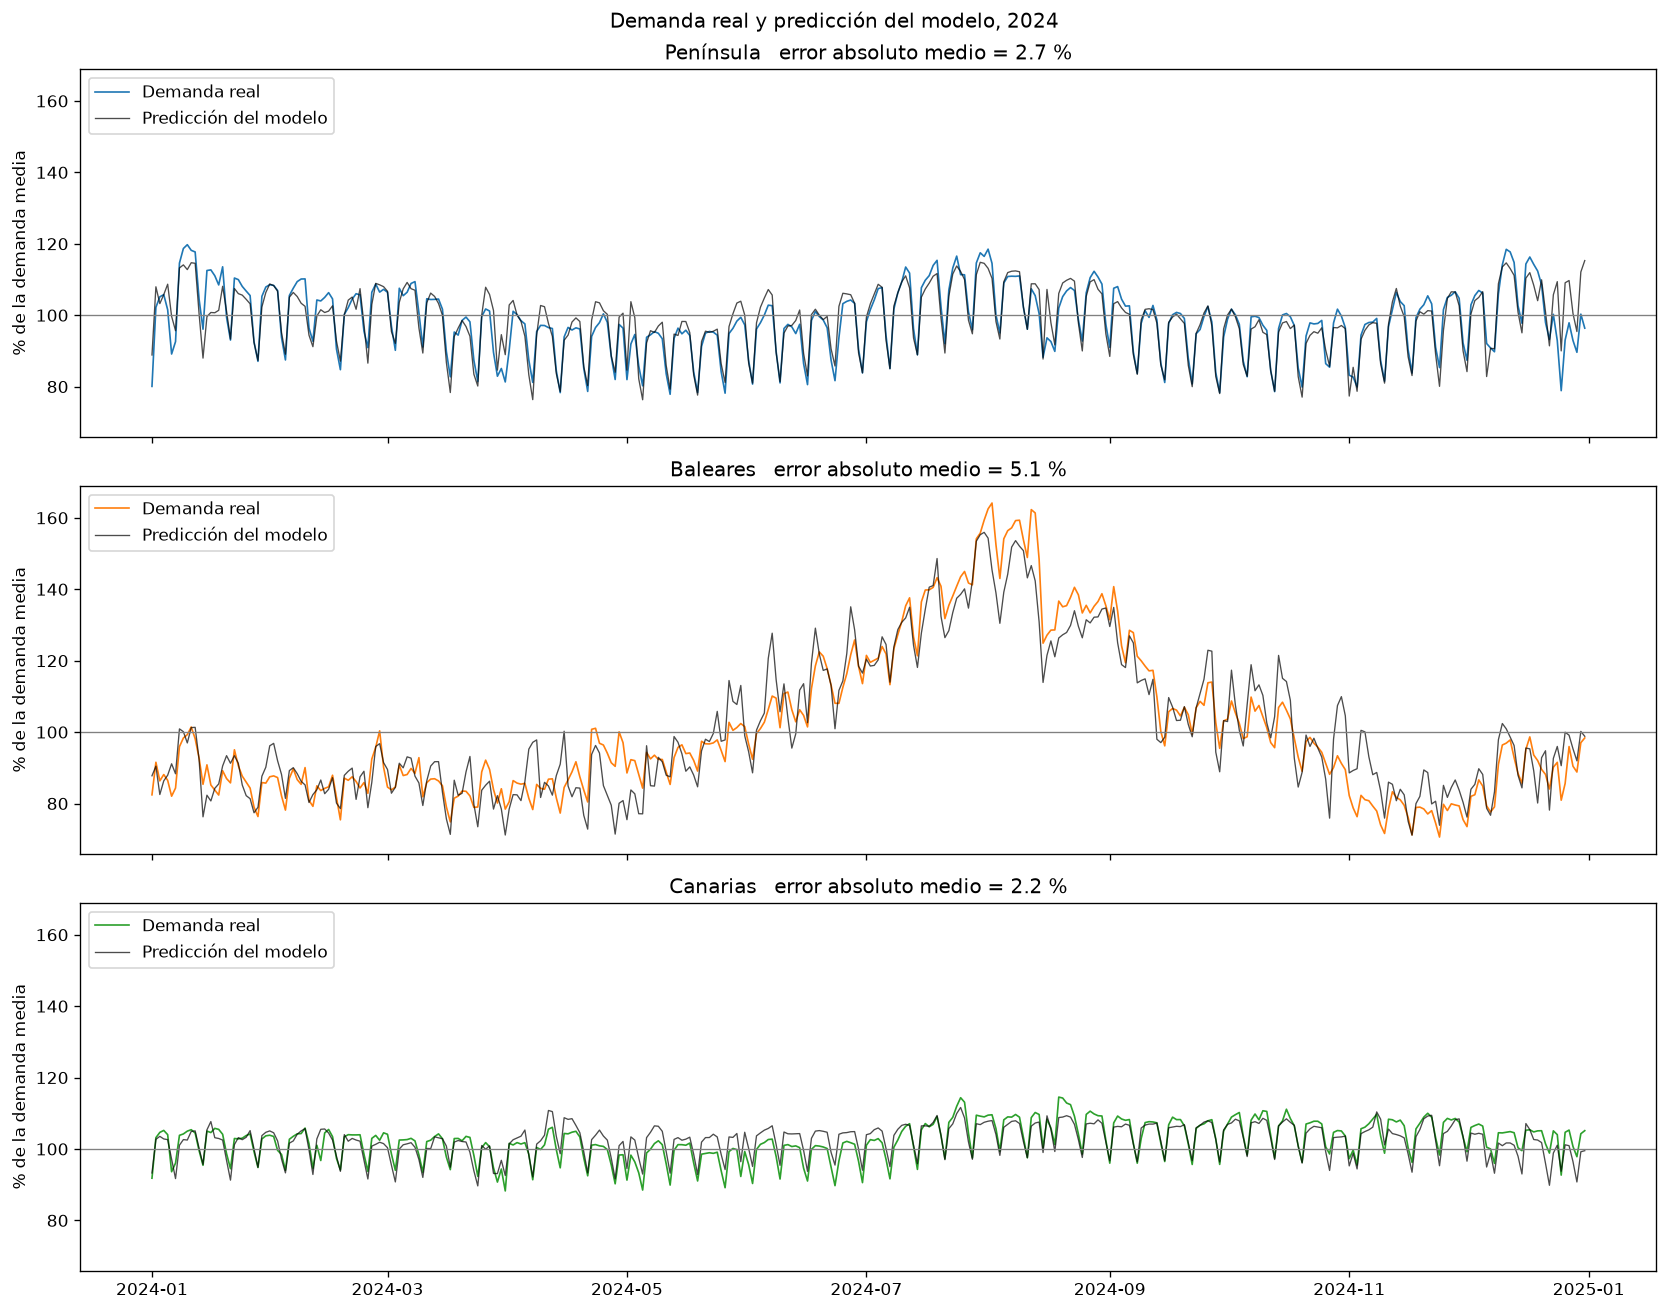 Demanda real y predicción del modelo, 2024
Península   error absoluto medio = 2.7 %
Demanda real
Predicción del modelo
% de la demanda media
160
140
120
100
80
Baleares   error absoluto medio = 5.1 %
Demanda real
Predicción del modelo
% de la demanda media
160
140
120
100
80
Canarias   error absoluto medio = 2.2 %
Demanda real
Predicción del modelo
% de la demanda media
160
140
120
100
80
2024-01 2024-03 2024-05 2024-07 2024-09 2024-11 2025-01